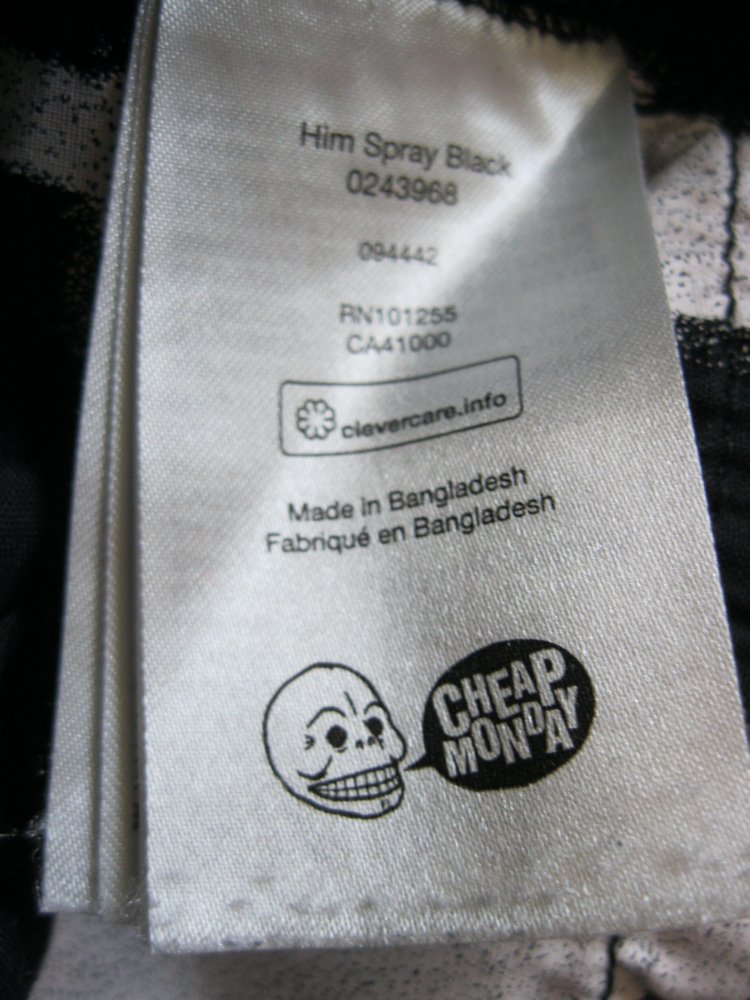 Him Spray Black
0243968
094442
RN101255
CA41000
clevercare.info
Made in Bangladesh
Fabriqué en Bangladesh
CHEAP
MONDAY